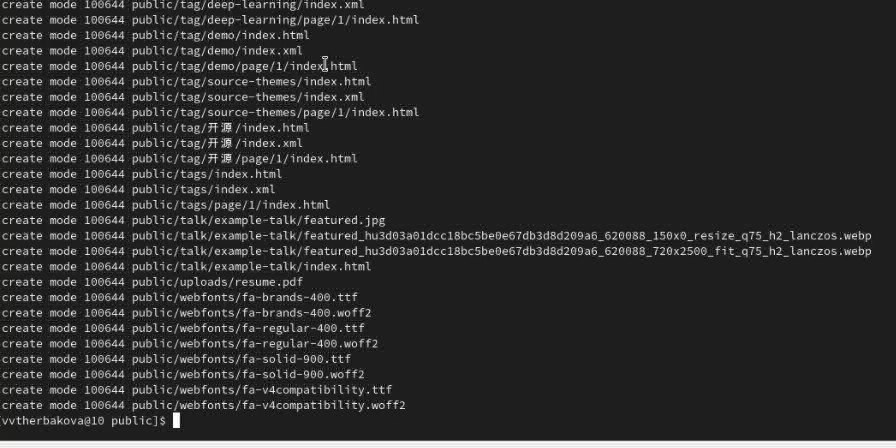 create mode 100644 public/tag/deep-learning/index.xml
create mode 100644 public/tag/deep-learning/page/1/index.html
create mode 100644 public/tag/demo/index.html
create mode 100644 public/tag/demo/index.xml
create mode 100644 public/tag/demo/page/1/index.html
create mode 100644 public/tag/source-themes/index.html
create mode 100644 public/tag/source-themes/index.xml
create mode 100644 public/tag/source-themes/page/1/index.html
create mode 100644 public/tag/开源/index.html
create mode 100644 public/tag/开源/index.xml
create mode 100644 public/tag/开源/page/1/index.html
create mode 100644 public/tags/index.html
create mode 100644 public/tags/index.xml
create mode 100644 public/tags/page/1/index.html
create mode 100644 public/talk/example-talk/featured.jpg
create mode 100644 public/talk/example-talk/featured_hu3d03a01dcc18bc5be0e67db3d8d209a6_620088_150x0_resize_q75_h2_lanczos.webp
create mode 100644 public/talk/example-talk/featured_hu3d03a01dcc18bc5be0e67db3d8d209a6_620088_720x2500_fit_q75_h2_lanczos.webp
create mode 100644 public/talk/example-talk/index.html
create mode 100644 public/uploads/resume.pdf
create mode 100644 public/webfonts/fa-brands-400.ttf
create mode 100644 public/webfonts/fa-brands-400.woff2
create mode 100644 public/webfonts/fa-regular-400.ttf
create mode 100644 public/webfonts/fa-regular-400.woff2
create mode 100644 public/webfonts/fa-solid-900.ttf
create mode 100644 public/webfonts/fa-solid-900.woff2
create mode 100644 public/webfonts/fa-v4compatibility.ttf
create mode 100644 public/webfonts/fa-v4compatibility.woff2
[vvtherbakova@10 public]$